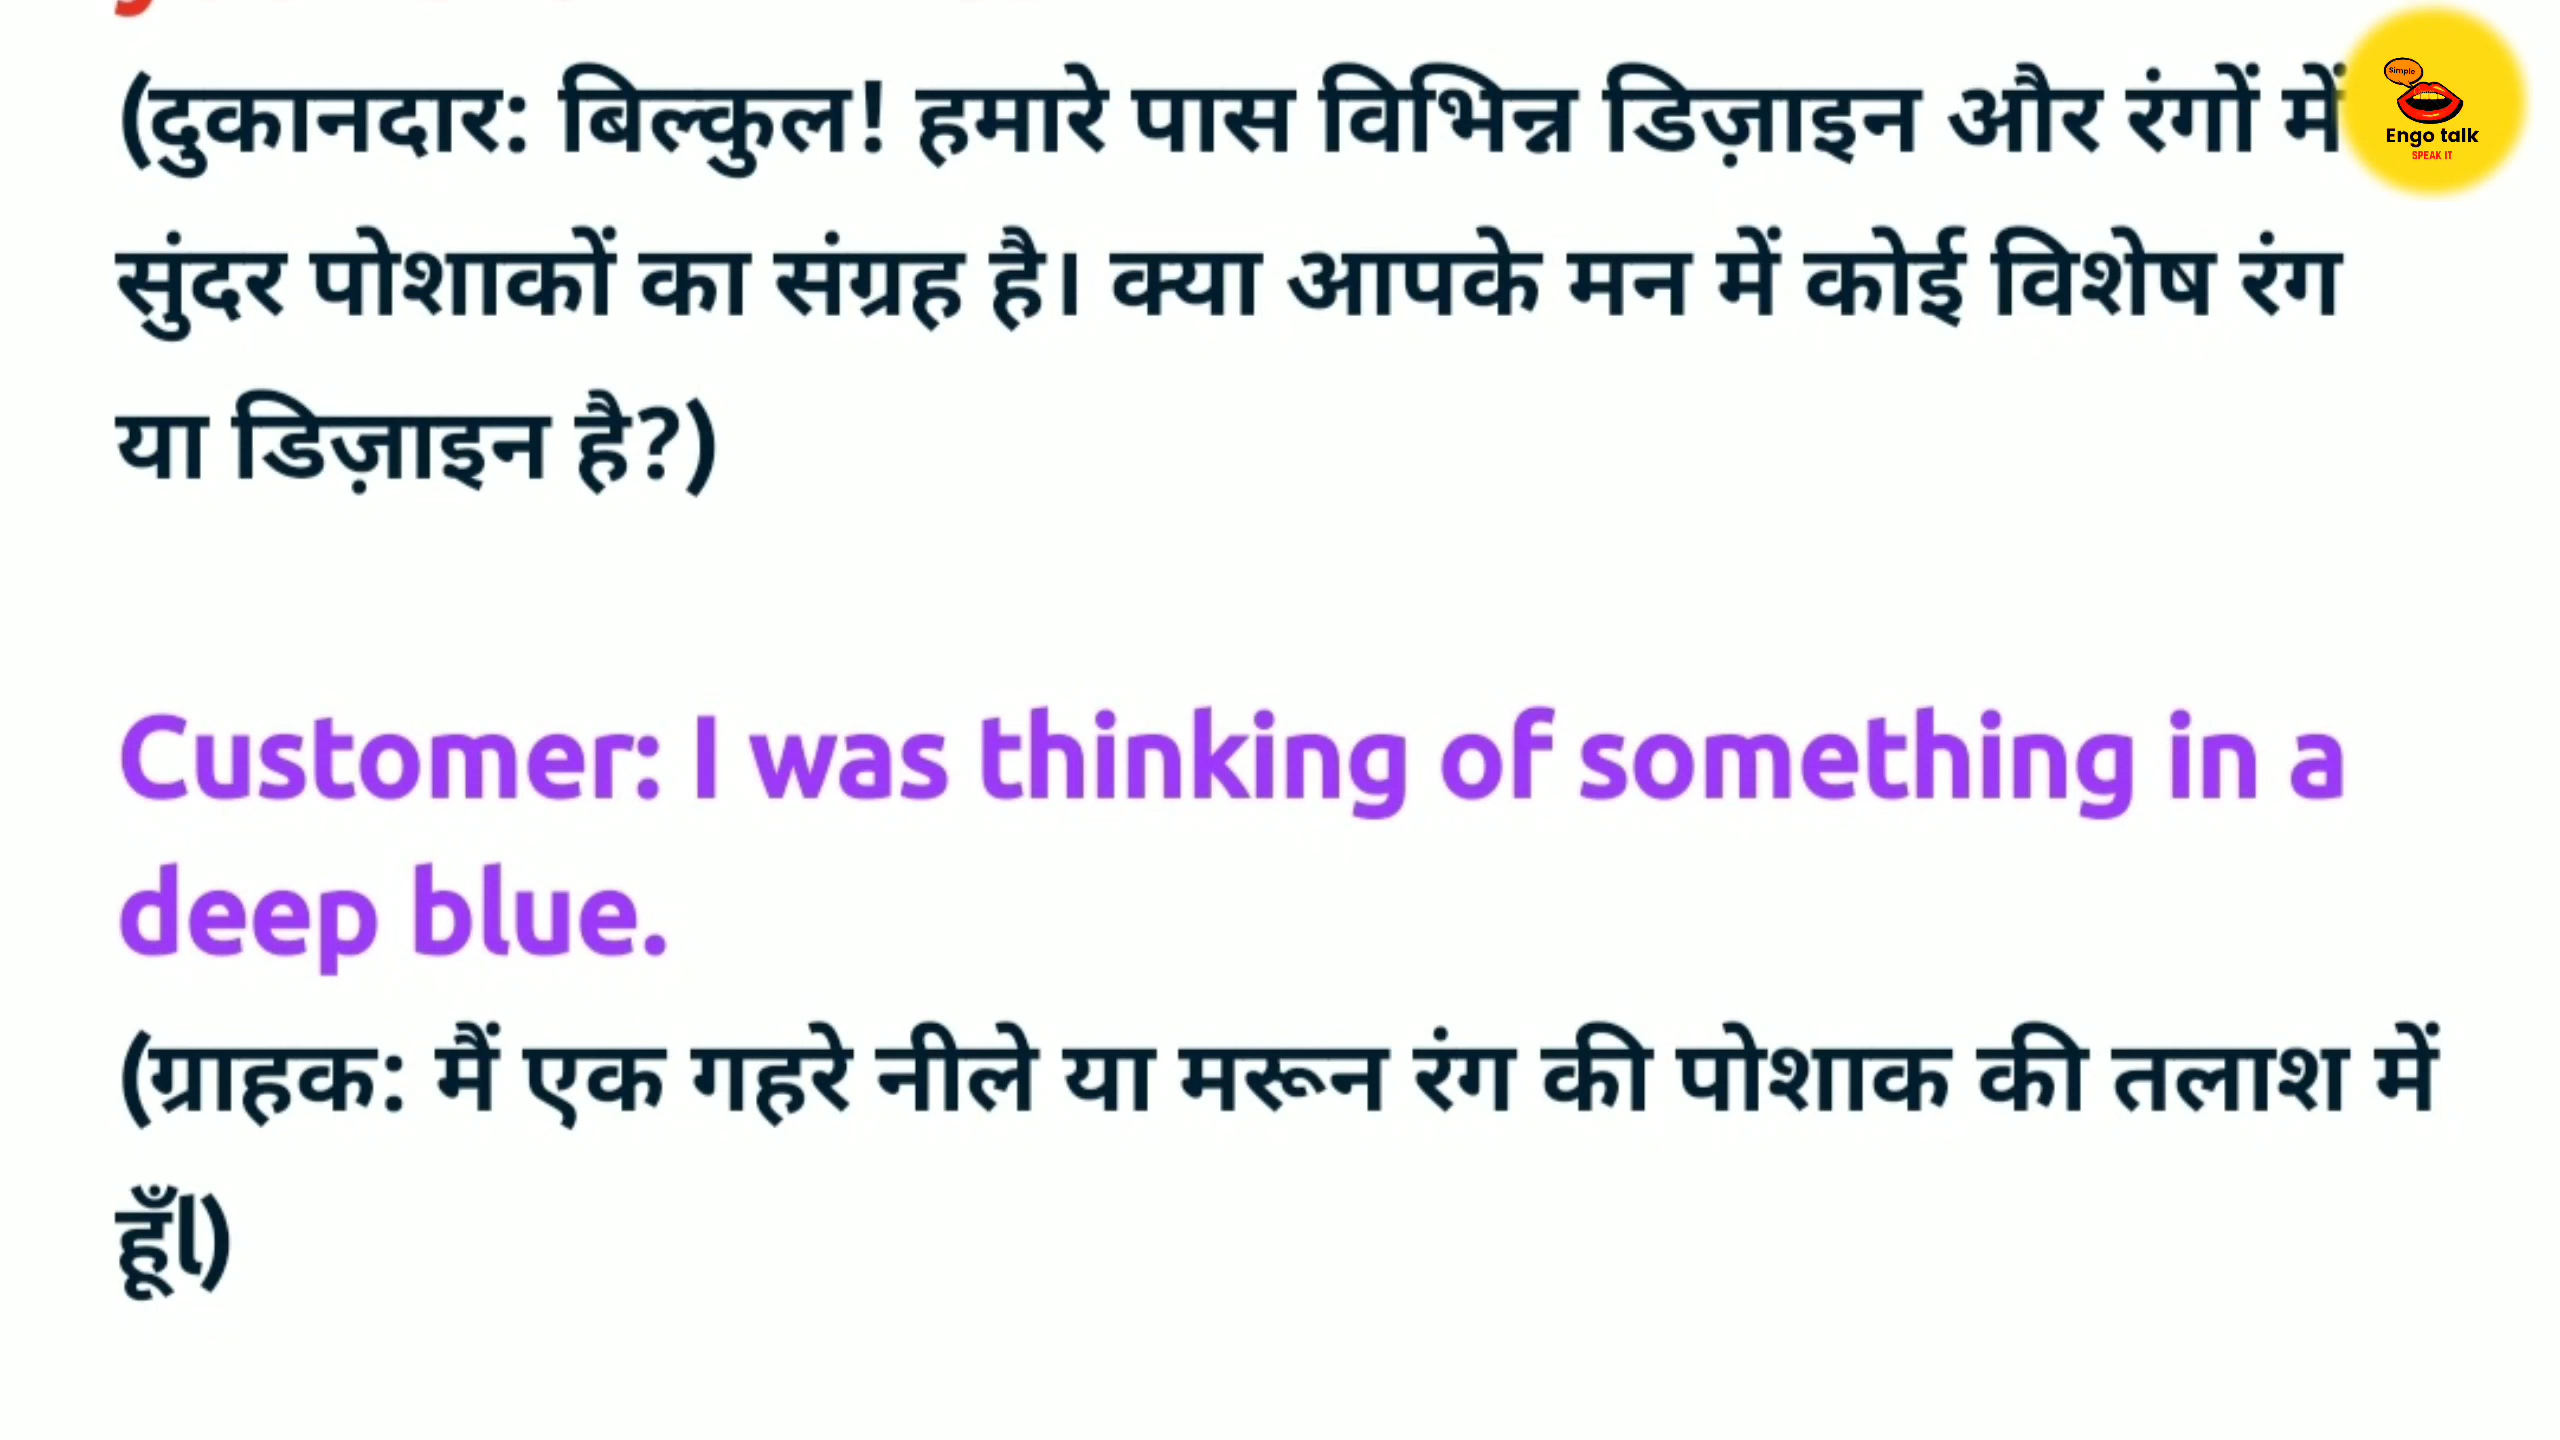 (दुकानदार: बिल्कुल! हमारे पास विभिन्न डिज़ाइन और रंगों में
सुंदर पोशाकों का संग्रह है। क्या आपके मन में कोई विशेष रंग
या डिज़ाइन है?)
Customer: I was thinking of something in a
deep blue.
(ग्राहक: मैं एक गहरे नीले या मरून रंग की पोशाक की तलाश में
हूँl)
Simple
Engo talk
SPEAK IT